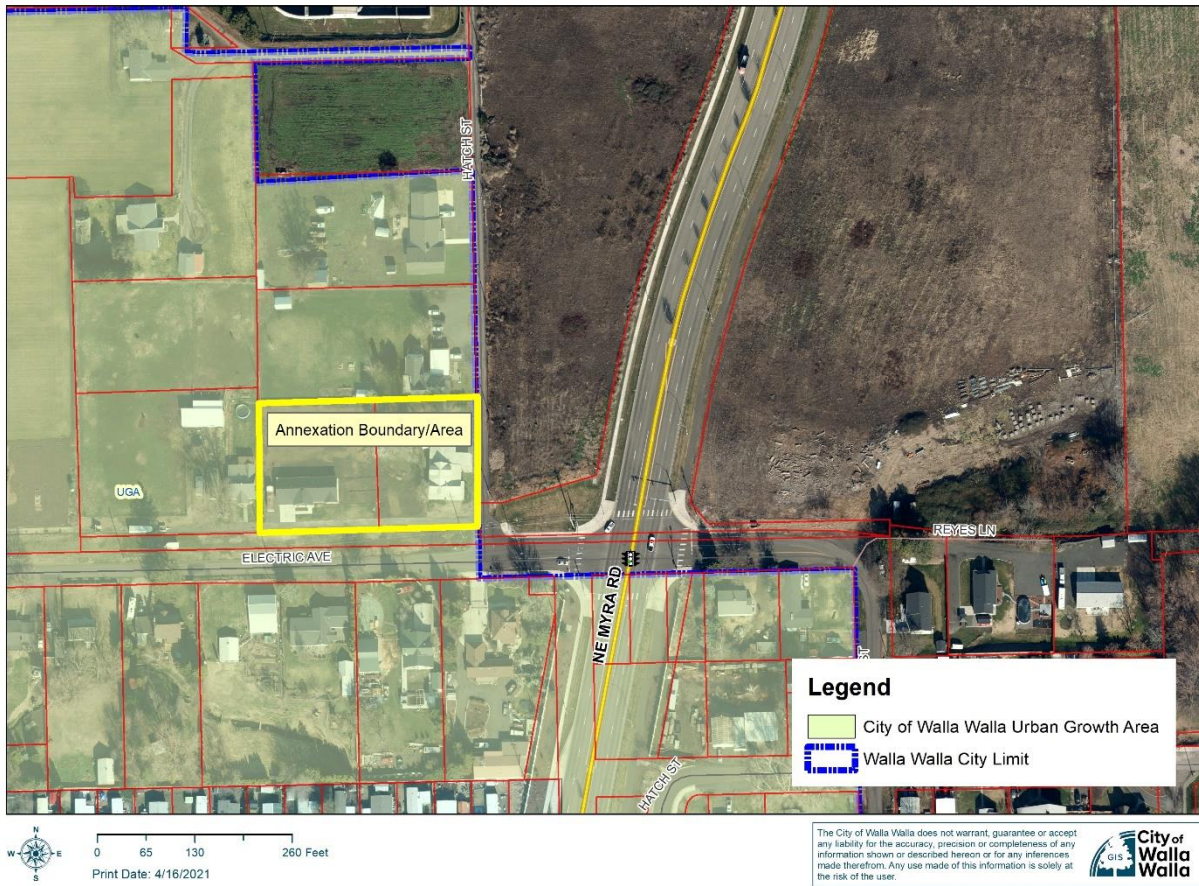 HATCH ST
Annexation Boundary/Area
UGA
ELECTRIC AVE
REYES LN
NE MYRA RD
ST
HATCH ST
Legend
City of Walla Walla Urban Growth Area
Walla Walla City Limit
N
W
E
S
0 65 130 260 Feet
Print Date: 4/16/2021
The City of Walla Walla does not warrant, guarantee or accept
any liability for the accuracy, precision or completeness of any
information shown or described hereon or for any inferences
made therefrom. Any use made of this information is solely at
the risk of the user.
GIS
City of
Walla
Walla